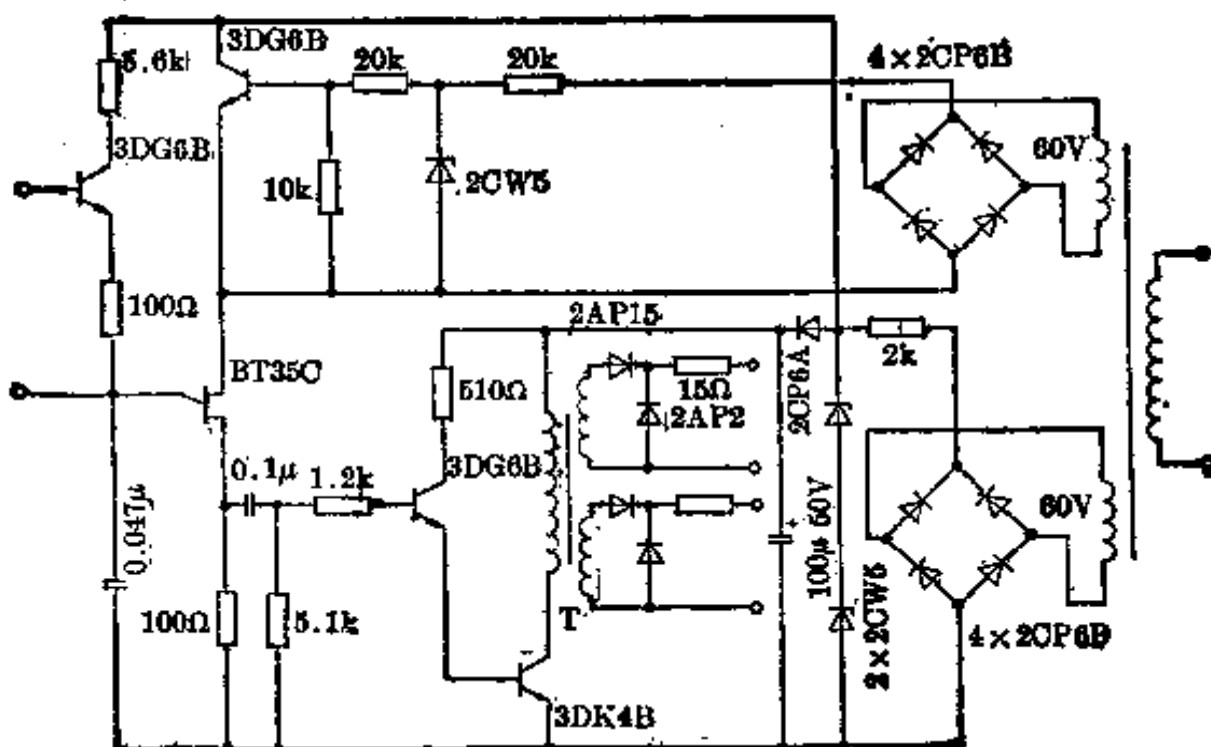 3DG6B
5.6k
20k
20k
4×2CP6B
3DG6B
60V
10k
2CW5
100Ω
2AP15
BT35C
510Ω
15Ω
2AP2
2CP6A
2k
3DG6B
0.1μ
1.2k
0.047μ
100μ 50V
60V
100Ω
5.1k
T
2×2CW5
4×2CP6B
3DK4B